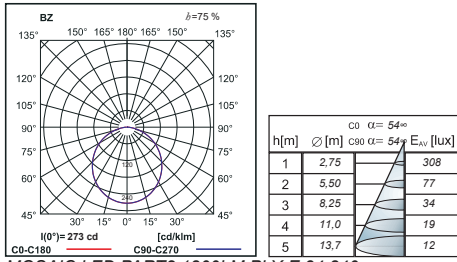 BZ
b=75 %
135° 150° 165° 180° 165° 150° 135°
120° 120°
105° 105°
90° 90°
75° 75°
60° 60°
45° 45°
120
240
30° 15° 0° 15° 30°
I(0°)= 273 cd [cd/klm]
C0-C180 C90-C270
C0 α= 54∞
h[m] ∅ [m] C90 α= 54∞ EAV [lux]
1 2,75 308
2 5,50 77
3 8,25 34
4 11,0 19
5 13,7 12